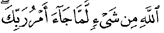 ٱللَّهِ مِن شَىْءٍۢ لَّمَّا جَآءَ أَمْرُ رَبِّكَ ۖ